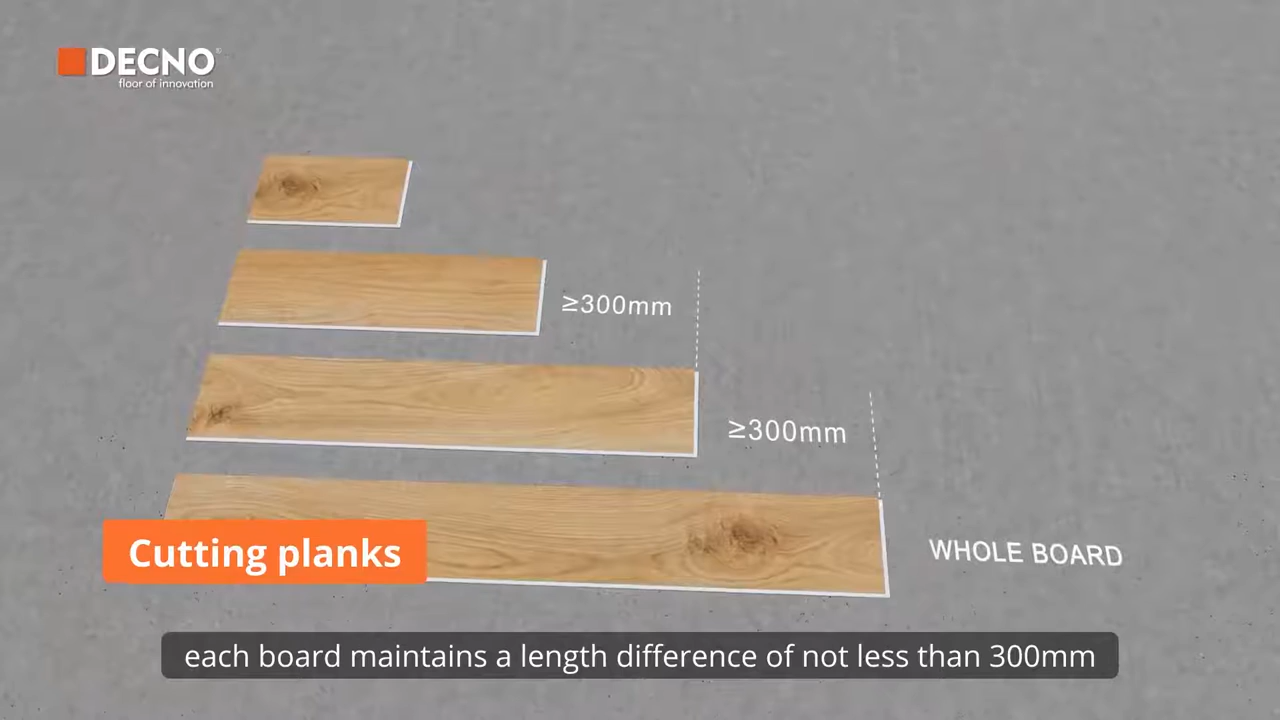 DECNO®
floor of innovation
≥300mm
≥300mm
WHOLE BOARD
Cutting planks
each board maintains a length difference of not less than 300mm